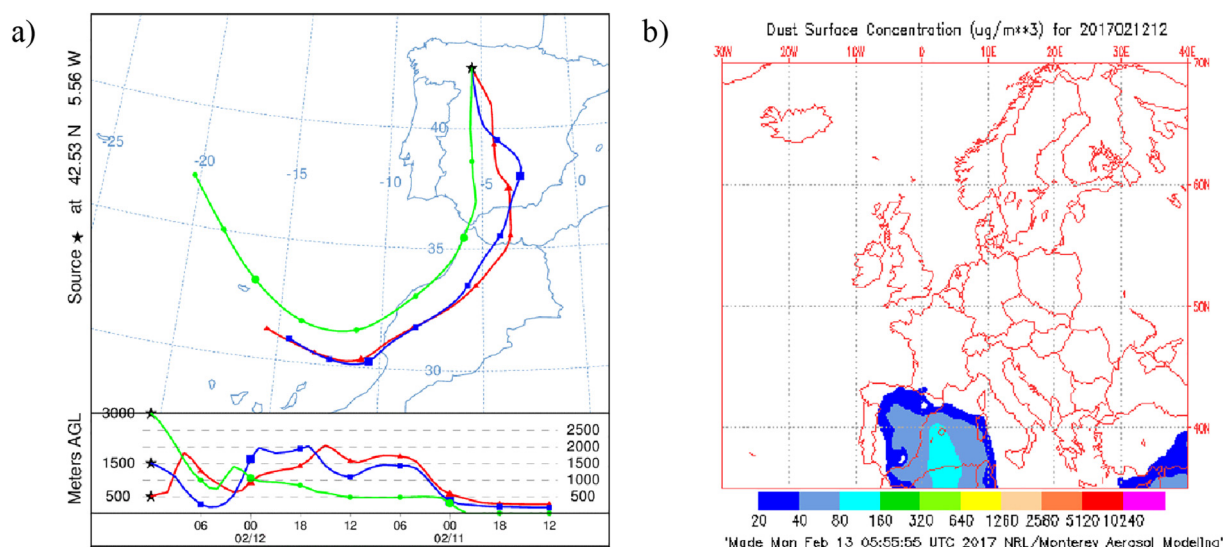 a)
Source ★ at 42.53 N 5.56 W
-25
-20
-15
-10
-5
0
40
35
30
Meters AGL
3000
1500
500
2500
2000
1500
1000
500
06 00 18 12 06 00 18 12
02/12 02/11
b)
Dust Surface Concentration (ug/m**3) for 2017021212
30W 20W 10W 0 10E 20E 30E 40E
70N
60N
50N
40N
20 40 80 160 320 640 1260 2560 5120 10240
'Made Mon Feb 13 05:55:55 UTC 2017 NRL/Monterey Aerosol Modeling'